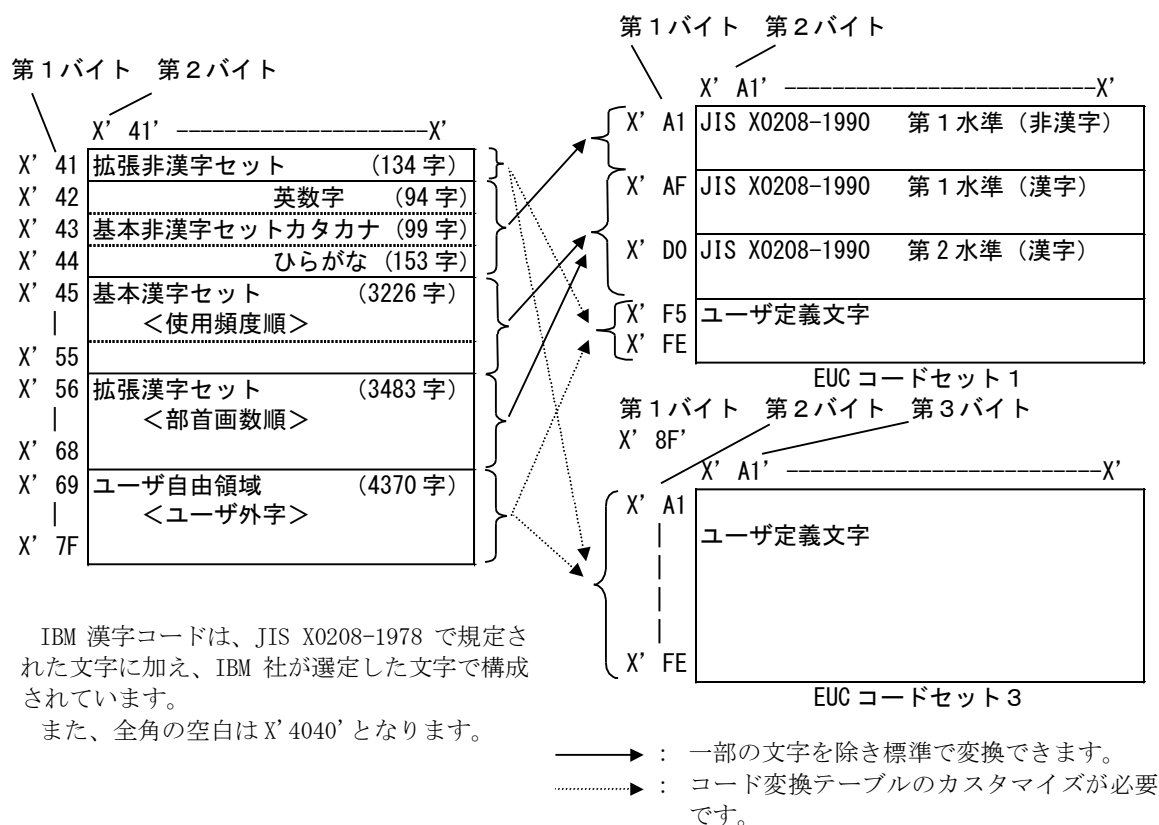 第１バイト　第２バイト
X’ 41’ ----------------------X’
X’ 41 拡張非漢字セット (134 字)
X’ 42 英数字 (94 字)
X’ 43 基本非漢字セットカタカナ (99 字)
X’ 44 ひらがな (153 字)
X’ 45 基本漢字セット (3226 字)
| ＜使用頻度順＞
X’ 55
X’ 56 拡張漢字セット (3483 字)
| ＜部首画数順＞
X’ 68
X’ 69 ユーザ自由領域 (4370 字)
| ＜ユーザ外字＞
X’ 7F
IBM 漢字コードは、JIS X0208-1978 で規定さ
れた文字に加え、IBM 社が選定した文字で構成
されています。
また、全角の空白は X’4040’ となります。
第１バイト　第２バイト
X’ A1’ ---------------------------X’
X’ A1 JIS X0208-1990 第１水準（非漢字）
X’ AF JIS X0208-1990 第１水準（漢字）
X’ D0 JIS X0208-1990 第２水準（漢字）
X’ F5 ユーザ定義文字
X’ FE
EUC コードセット１
第１バイト　第２バイト　第３バイト
X’ 8F’
X’ A1’ ---------------------------X’
X’ A1
| ユーザ定義文字
|
|
|
X’ FE
EUC コードセット３
： 一部の文字を除き標準で変換できます。
： コード変換テーブルのカスタマイズが必要
です。